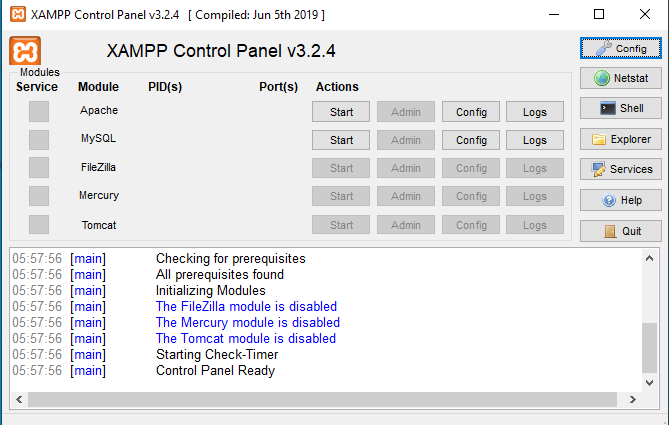 XAMPP Control Panel v3.2.4 [ Compiled: Jun 5th 2019 ]
XAMPP Control Panel v3.2.4
Config
Modules
Service Module PID(s) Port(s) Actions
Netstat
Apache Start Admin Config Logs
Shell
MySQL Start Admin Config Logs
Explorer
FileZilla Start Admin Config Logs
Services
Mercury Start Admin Config Logs
Help
Tomcat Start Admin Config Logs
Quit
05:57:56 [main] Checking for prerequisites
05:57:56 [main] All prerequisites found
05:57:56 [main] Initializing Modules
05:57:56 [main] The FileZilla module is disabled
05:57:56 [main] The Mercury module is disabled
05:57:56 [main] The Tomcat module is disabled
05:57:56 [main] Starting Check-Timer
05:57:56 [main] Control Panel Ready